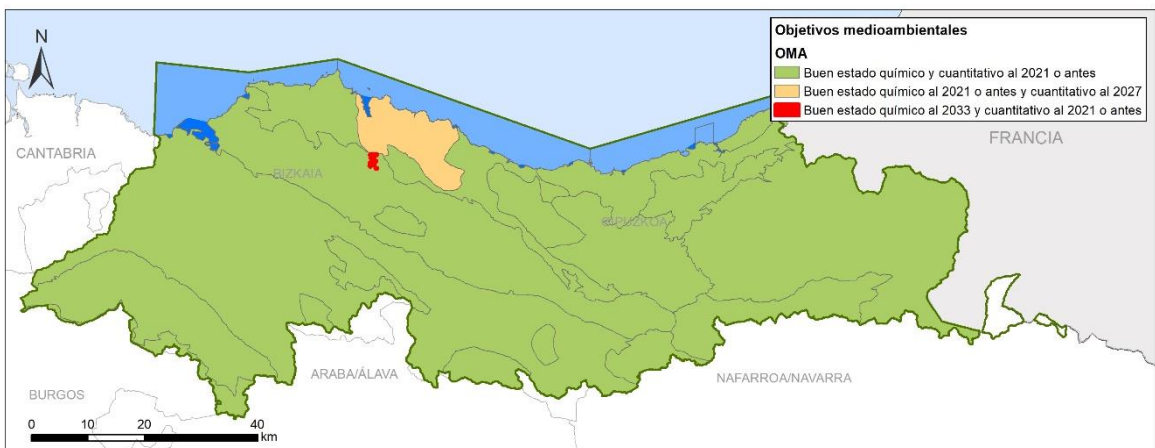 N
Objetivos medioambientales
OMA
Buen estado químico y cuantitativo al 2021 o antes
Buen estado químico al 2021 o antes y cuantitativo al 2027
Buen estado químico al 2033 y cuantitativo al 2021 o antes
FRANCIA
CANTABRIA
BIZKAIA
GIPUZKOA
ARABA/ÁLAVA
NAFARROA/NAVARRA
BURGOS
0 10 20 40
km